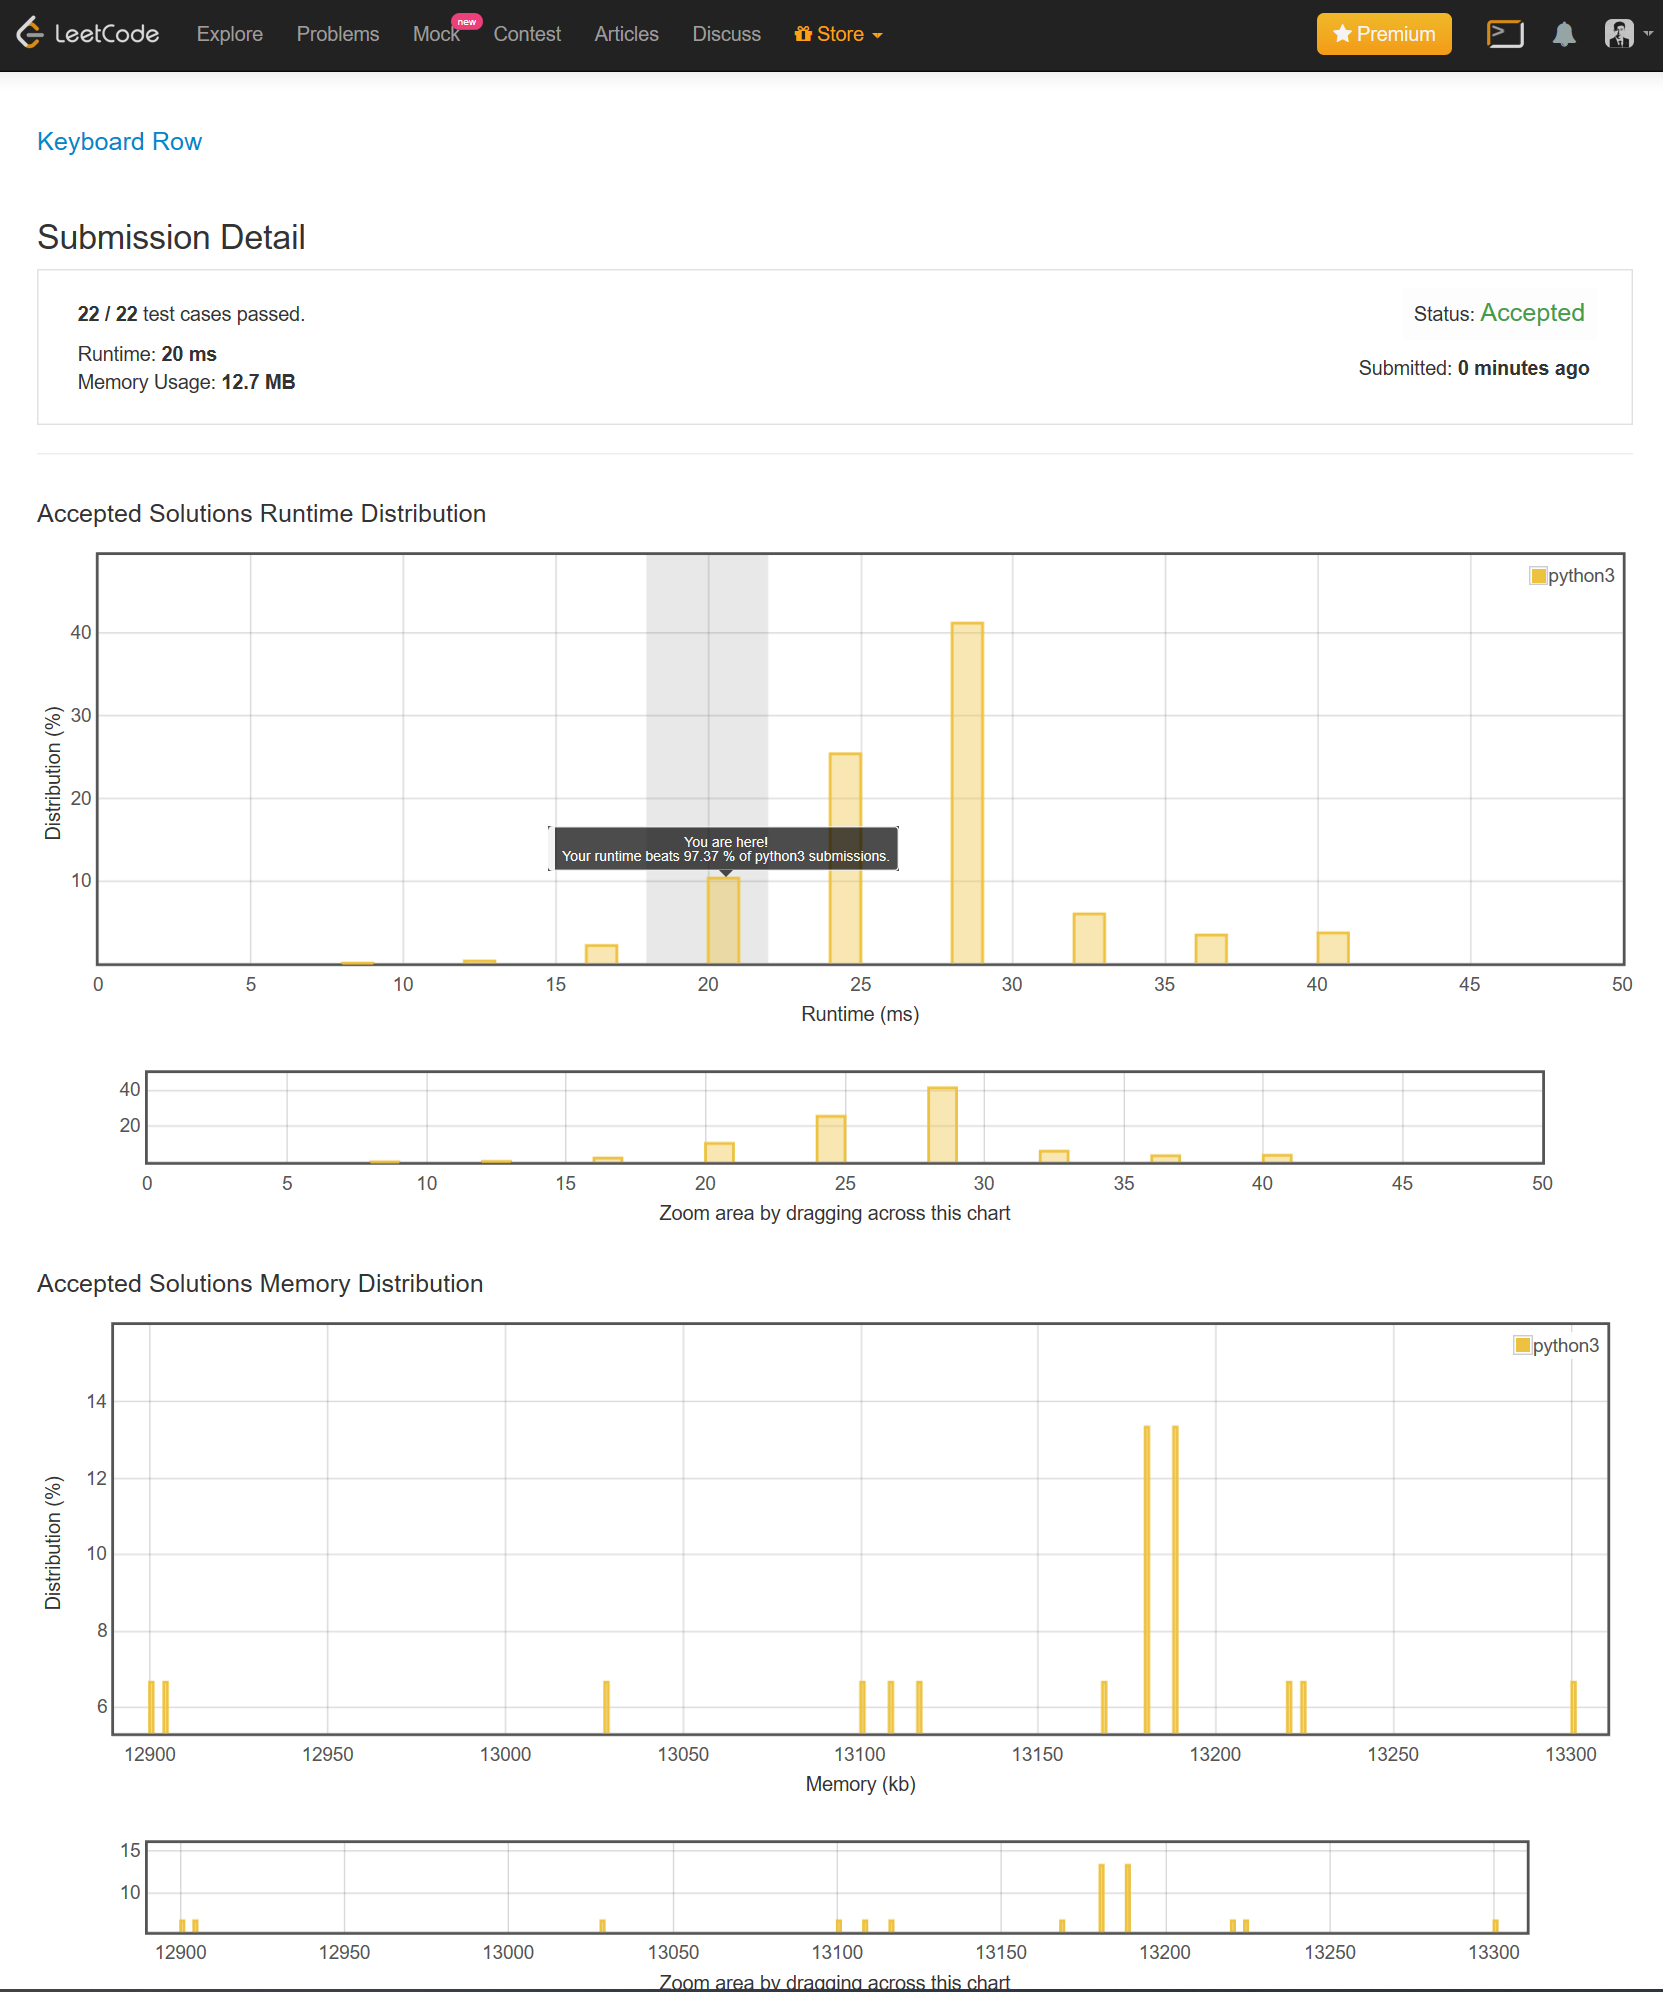 LeetCode Explore Problems Mock new Contest Articles Discuss Store Premium
Keyboard Row
Submission Detail
22 / 22 test cases passed.
Status: Accepted
Runtime: 20 ms
Submitted: 0 minutes ago
Memory Usage: 12.7 MB
Accepted Solutions Runtime Distribution
python3
40
30
20
10
Distribution (%)
You are here!
Your runtime beats 97.37 % of python3 submissions.
0 5 10 15 20 25 30 35 40 45 50
Runtime (ms)
40
20
0 5 10 15 20 25 30 35 40 45 50
Zoom area by dragging across this chart
Accepted Solutions Memory Distribution
python3
14
12
10
8
6
Distribution (%)
12900 12950 13000 13050 13100 13150 13200 13250 13300
Memory (kb)
15
10
12900 12950 13000 13050 13100 13150 13200 13250 13300
Zoom area by dragging across this chart